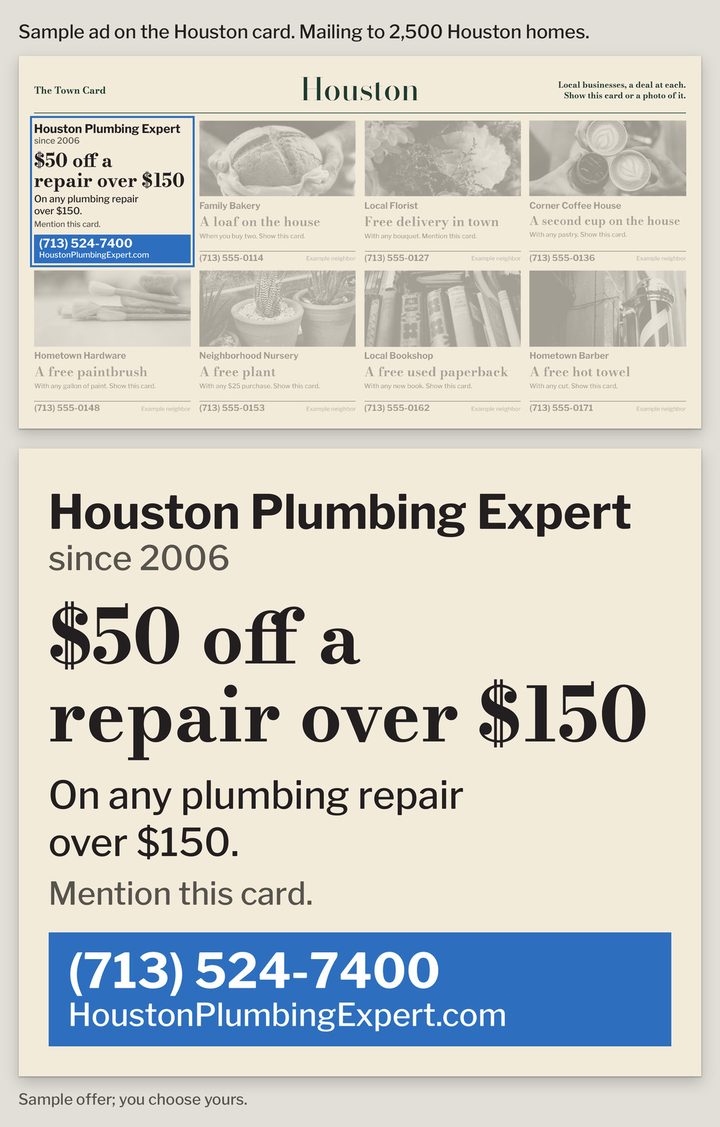 Sample ad on the Houston card. Mailing to 2,500 Houston homes.
The Town Card
Houston
Local businesses, a deal at each.
Show this card or a photo of it.
Houston Plumbing Expert
since 2006
$50 off a
repair over $150
On any plumbing repair
over $150.
Mention this card.
(713) 524-7400
HoustonPlumbingExpert.com
Family Bakery
A loaf on the house
When you buy two. Show this card.
(713) 555-0114
Example neighbor
Local Florist
Free delivery in town
With any bouquet. Mention this card.
(713) 555-0127
Example neighbor
Corner Coffee House
A second cup on the house
With any pastry. Show this card.
(713) 555-0136
Example neighbor
Hometown Hardware
A free paintbrush
With any gallon of paint. Show this card.
(713) 555-0148
Example neighbor
Neighborhood Nursery
A free plant
With any $25 purchase. Show this card.
(713) 555-0153
Example neighbor
Local Bookshop
A free used paperback
With any new book. Show this card.
(713) 555-0162
Example neighbor
Hometown Barber
A free hot towel
With any cut. Show this card.
(713) 555-0171
Example neighbor
Houston Plumbing Expert
since 2006
$50 off a
repair over $150
On any plumbing repair
over $150.
Mention this card.
(713) 524-7400
HoustonPlumbingExpert.com
Sample offer; you choose yours.